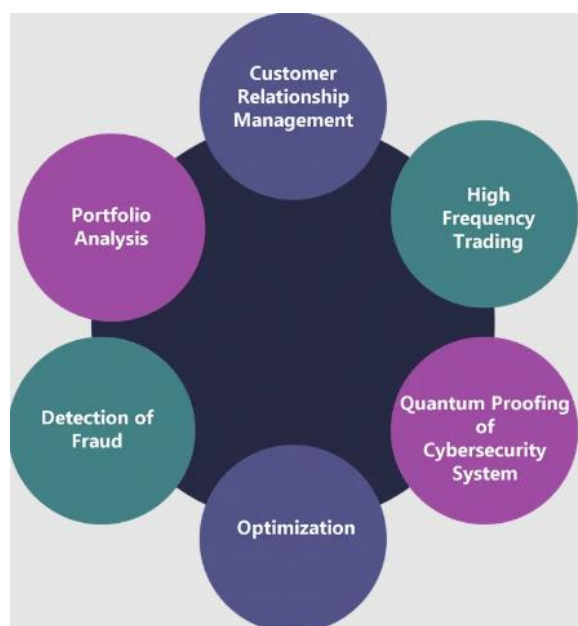 Customer
Relationship
Management
High
Frequency
Trading
Quantum Proofing
of
Cybersecurity
System
Optimization
Detection of
Fraud
Portfolio
Analysis